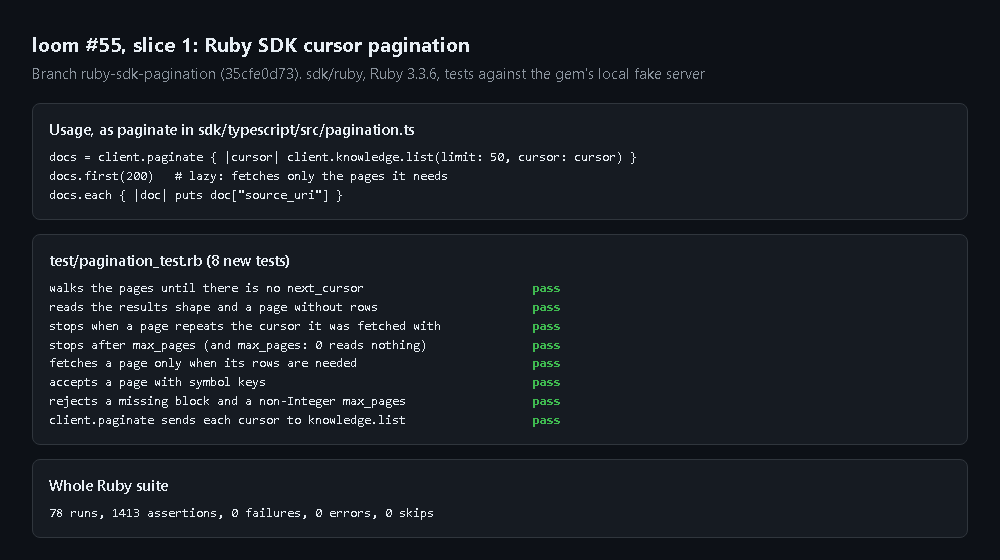 loom #55, slice 1: Ruby SDK cursor pagination
Branch ruby-sdk-pagination (35cfe0d73). sdk/ruby, Ruby 3.3.6, tests against the gem's local fake server
Usage, as paginate in sdk/typescript/src/pagination.ts
docs = client.paginate { |cursor| client.knowledge.list(limit: 50, cursor: cursor) }
docs.first(200)   # lazy: fetches only the pages it needs
docs.each { |doc| puts doc["source_uri"] }
test/pagination_test.rb (8 new tests)
walks the pages until there is no next_cursor pass
reads the results shape and a page without rows pass
stops when a page repeats the cursor it was fetched with pass
stops after max_pages (and max_pages: 0 reads nothing) pass
fetches a page only when its rows are needed pass
accepts a page with symbol keys pass
rejects a missing block and a non-Integer max_pages pass
client.paginate sends each cursor to knowledge.list pass
Whole Ruby suite
78 runs, 1413 assertions, 0 failures, 0 errors, 0 skips